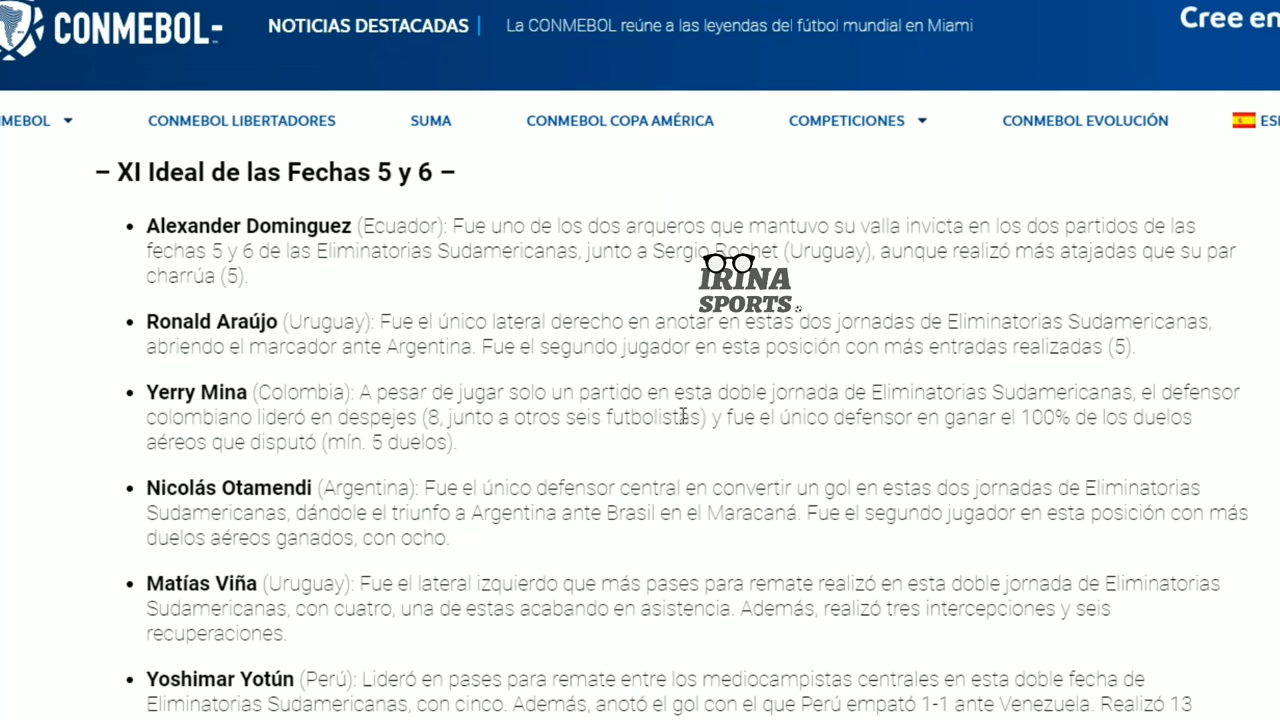 CONMEBOL-
NOTICIAS DESTACADAS
La CONMEBOL reúne a las leyendas del fútbol mundial en Miami
Cree en
MEBOL
CONMEBOL LIBERTADORES
SUMA
CONMEBOL COPA AMÉRICA
COMPETICIONES
CONMEBOL EVOLUCIÓN
ES
– XI Ideal de las Fechas 5 y 6 –
• Alexander Dominguez (Ecuador): Fue uno de los dos arqueros que mantuvo su valla invicta en los dos partidos de las
fechas 5 y 6 de las Eliminatorias Sudamericanas, junto a Sergio Rochet (Uruguay), aunque realizó más atajadas que su par
charrúa (5).
IRINA
SPORTS
• Ronald Araújo (Uruguay): Fue el único lateral derecho en anotar en estas dos jornadas de Eliminatorias Sudamericanas,
abriendo el marcador ante Argentina. Fue el segundo jugador en esta posición con más entradas realizadas (5).
• Yerry Mina (Colombia): A pesar de jugar solo un partido en esta doble jornada de Eliminatorias Sudamericanas, el defensor
colombiano lideró en despejes (8, junto a otros seis futbolistas) y fue el único defensor en ganar el 100% de los duelos
aéreos que disputó (mín. 5 duelos).
• Nicolás Otamendi (Argentina): Fue el único defensor central en convertir un gol en estas dos jornadas de Eliminatorias
Sudamericanas, dándole el triunfo a Argentina ante Brasil en el Maracaná. Fue el segundo jugador en esta posición con más
duelos aéreos ganados, con ocho.
• Matías Viña (Uruguay): Fue el lateral izquierdo que más pases para remate realizó en esta doble jornada de Eliminatorias
Sudamericanas, con cuatro, una de estas acabando en asistencia. Además, realizó tres intercepciones y seis
recuperaciones.
• Yoshimar Yotún (Perú): Lideró en pases para remate entre los mediocampistas centrales en esta doble fecha de
Eliminatorias Sudamericanas, con cinco. Además, anotó el gol con el que Perú empató 1-1 ante Venezuela. Realizó 13